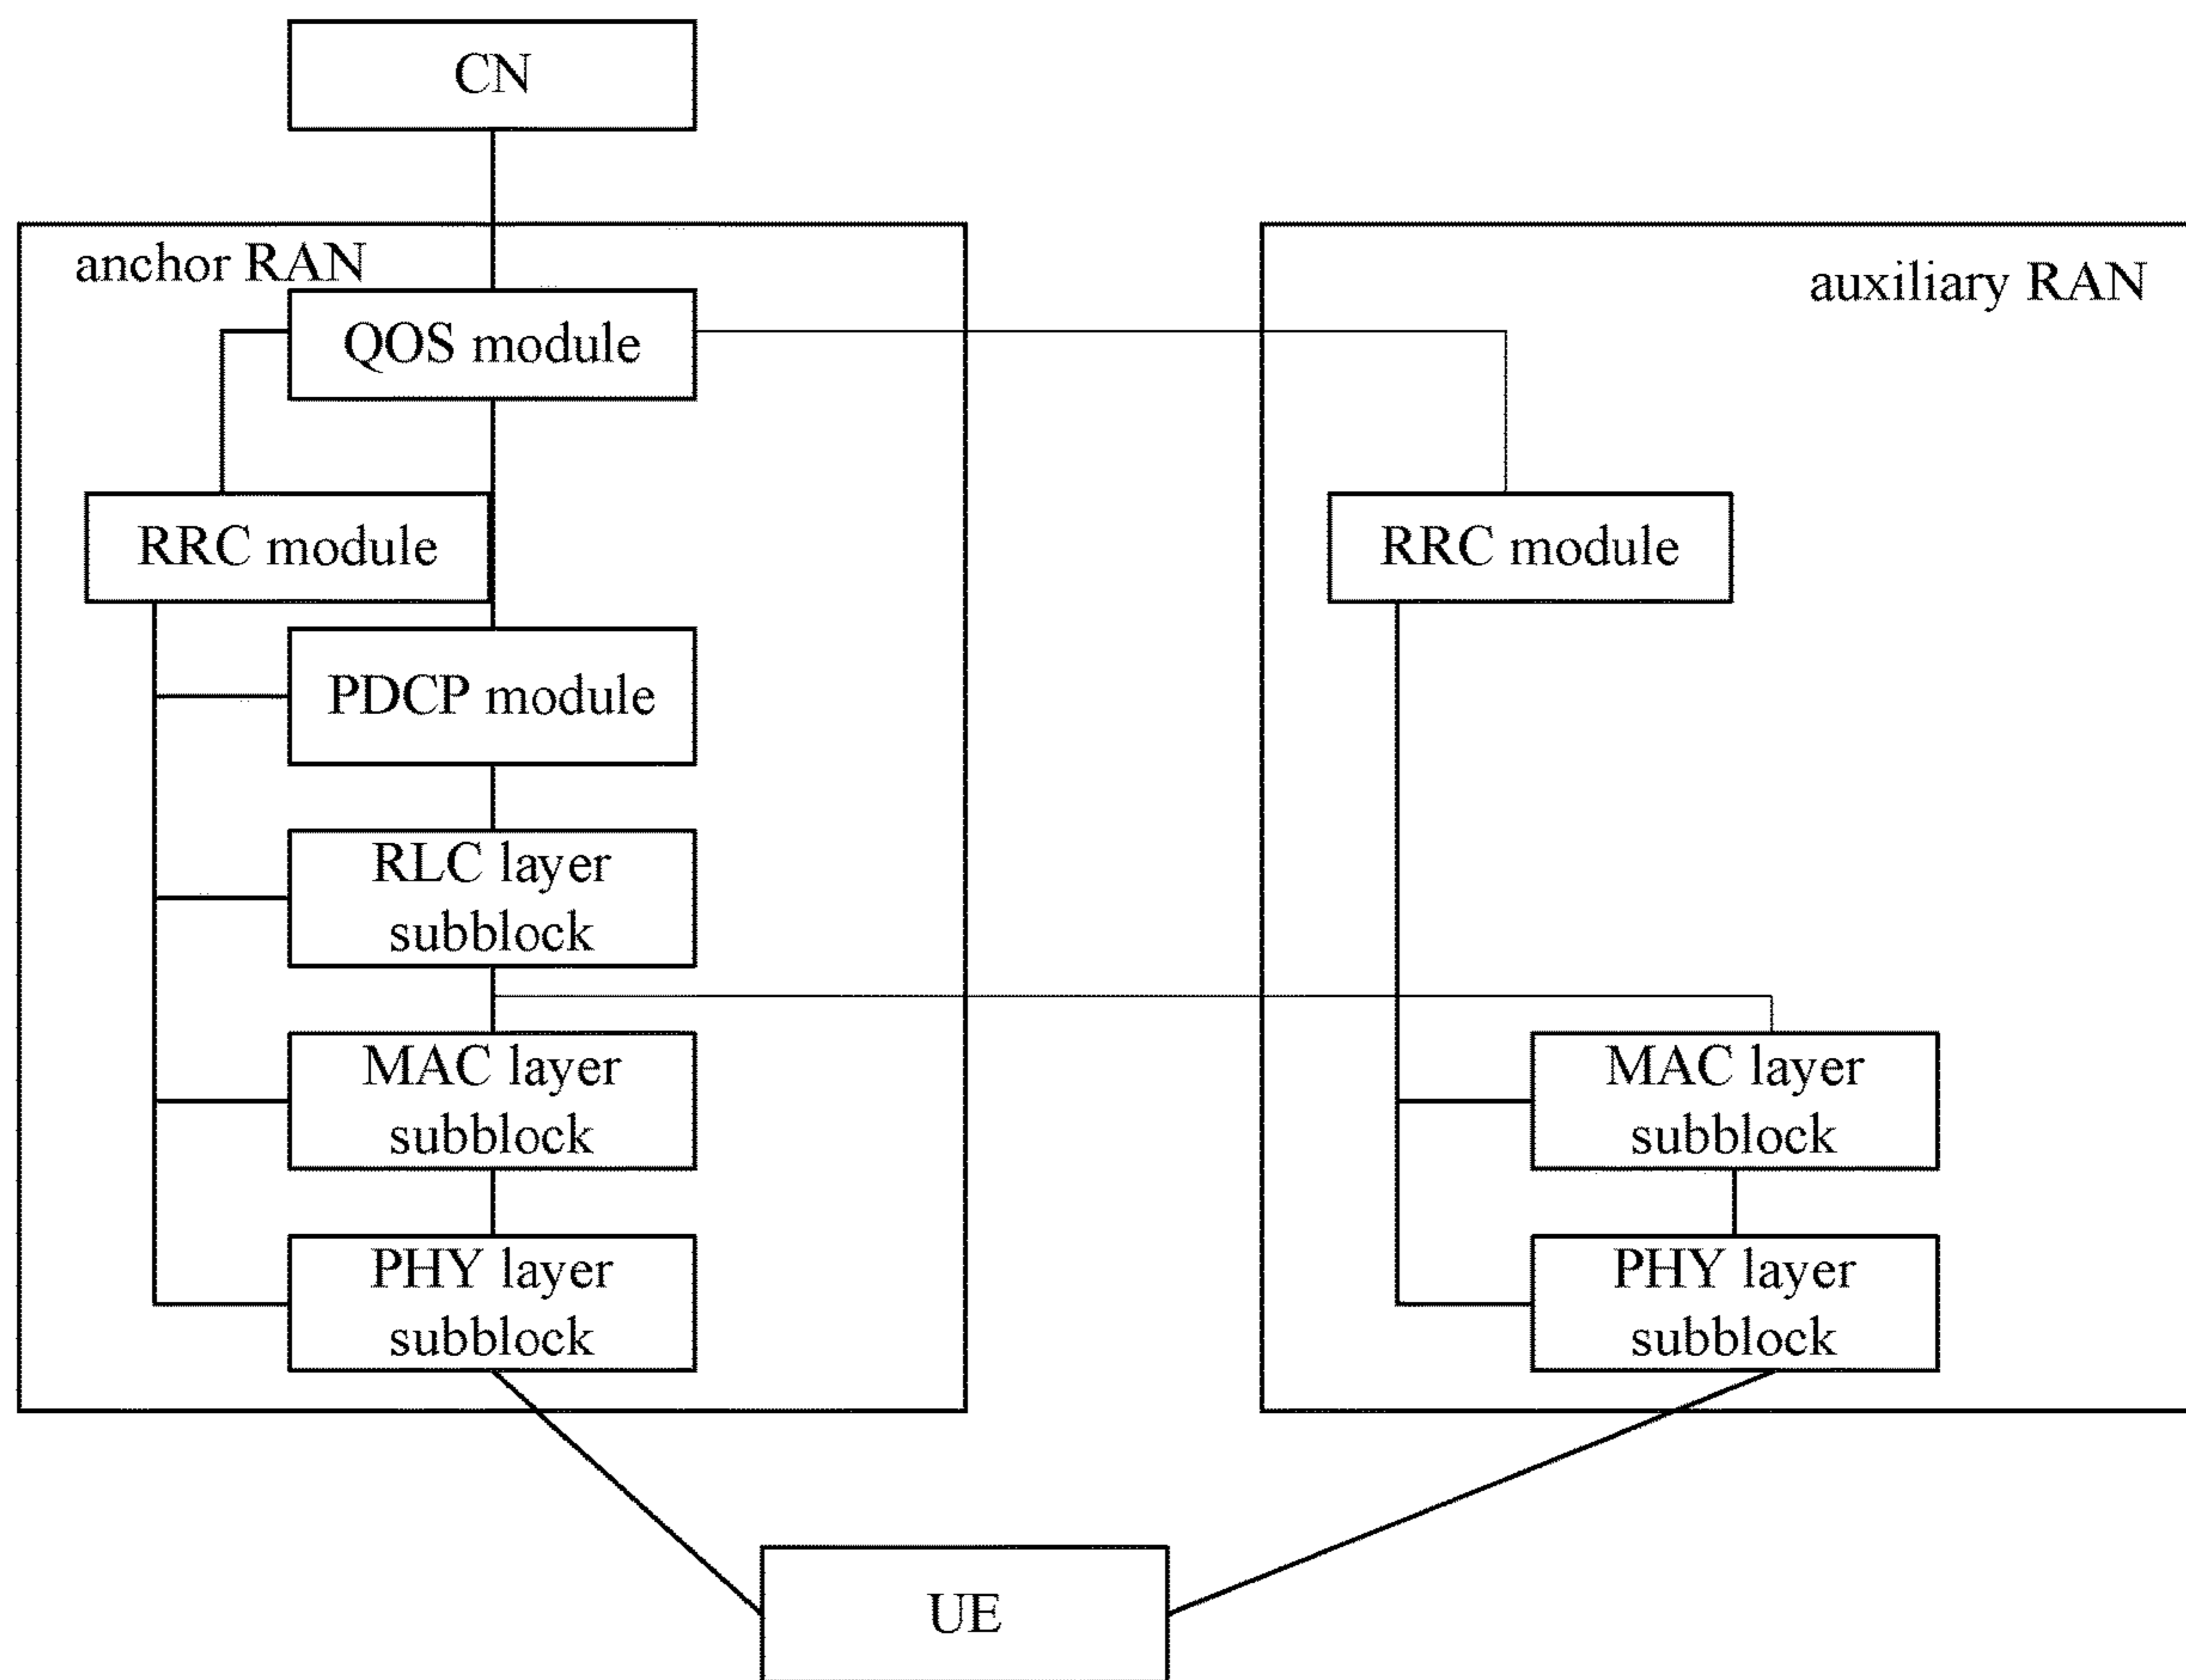 CN
anchor RAN
auxiliary RAN
QOS module
RRC module
RRC module
PDCP module
RLC layer
subblock
MAC layer
subblock
MAC layer
subblock
PHY layer
subblock
PHY layer
subblock
UE